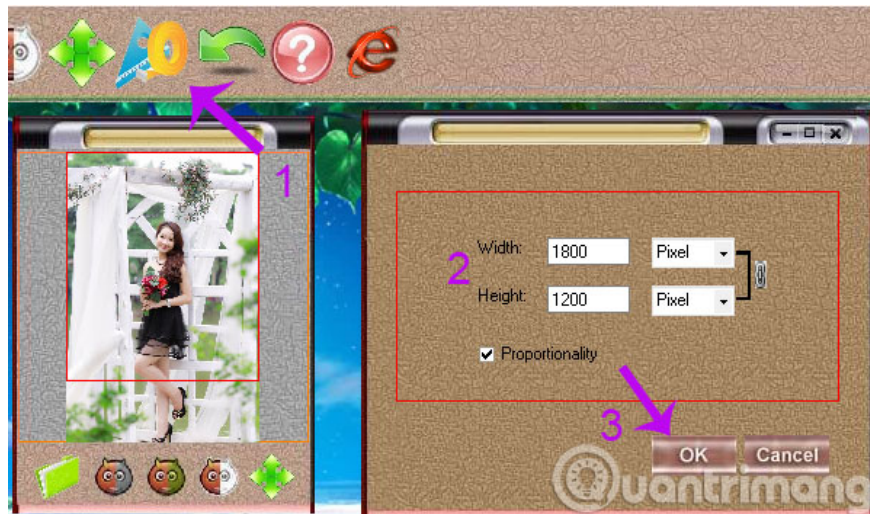 ?
e
1
2
Width:
1800
Pixel
Height:
1200
Pixel
Proportionality
3
OK
Cancel
Quantrimang